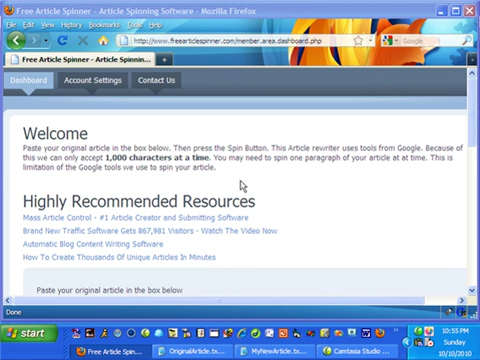 Free Article Spinner - Article Spinning Software - Mozilla Firefox
File Edit View History Bookmarks Tools Help
http://www.freearticlespinner.com/member.area.dashboard.php
Google
Free Article Spinner - Article Spinnin...
Dashboard Account Settings Contact Us
Welcome
Paste your original article in the box below. Then press the Spin Button. This Article rewriter uses tools from Google. Because of
this we can only accept 1,000 characters at a time. You may need to spin one paragraph of your article at at time. This is
limitation of the Google tools we use to spin your article.
Highly Recommended Resources
Mass Article Control - #1 Article Creator and Submitting Software
Brand New Traffic Software Gets 867,981 Visitors - Watch The Video Now
Automatic Blog Content Writing Software
How To Create Thousands Of Unique Articles In Minutes
Paste your original article in the box below
Done
start
10:55 PM
Sunday
10/10/2010
Free Article Spin... OriginalArticle.tx... MyNewArticle.tx... Camtasia Studio ...